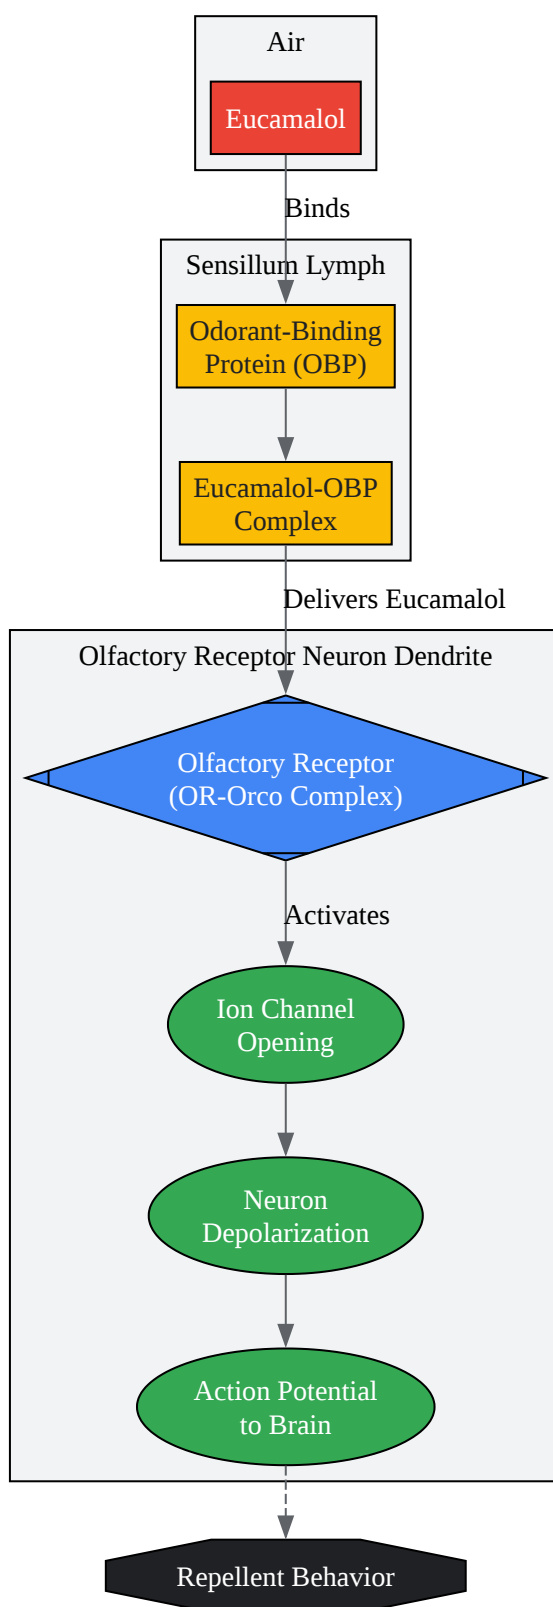 Air
Eucamalol
Binds
Sensillum Lymph
Odorant-Binding
Protein (OBP)
Eucamalol-OBP
Complex
Delivers Eucamalol
Olfactory Receptor Neuron Dendrite
Olfactory Receptor
(OR-Orco Complex)
Activates
Ion Channel
Opening
Neuron
Depolarization
Action Potential
to Brain
Repellent Behavior